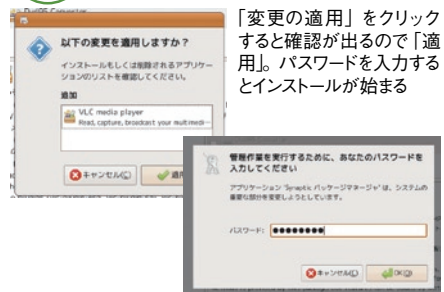 「変更の適用」をクリック
すると確認が出るので「適
用」。パスワードを入力する
とインストールが始まる
以下の変更を適用しますか？
インストールもしくは削除されるアプリケー
ションのリストを確認してください。
追加
VLC media player
Read, capture, broadcast your multimedi…
キャンセル(C)
適用
管理作業を実行するために、あなたのパスワードを
入力してください
アプリケーション 'Synaptic パッケージマネージャ' は、システムの
重要な部分を変更しようとしています。
パスワード:
キャンセル(C)
OK(O)